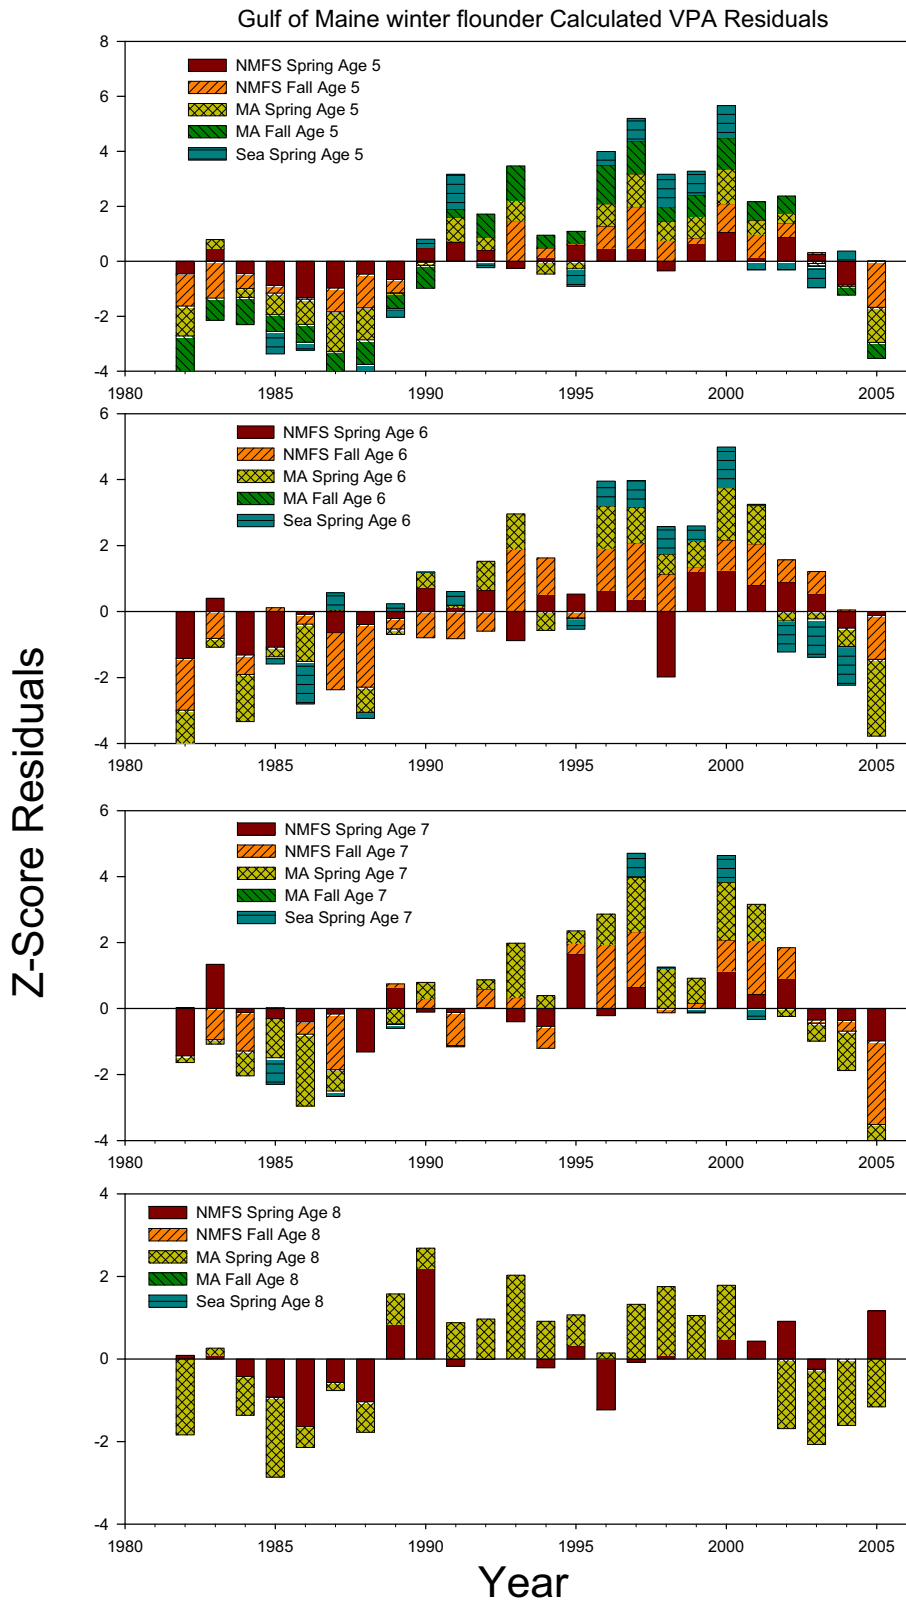 Gulf of Maine winter flounder Calculated VPA Residuals
8
6
4
2
0
-2
-4
NMFS Spring Age 5
NMFS Fall Age 5
MA Spring Age 5
MA Fall Age 5
Sea Spring Age 5
1980 1985 1990 1995 2000 2005
6
4
2
0
-2
-4
NMFS Spring Age 6
NMFS Fall Age 6
MA Spring Age 6
MA Fall Age 6
Sea Spring Age 6
1980 1985 1990 1995 2000 2005
Z-Score Residuals
6
4
2
0
-2
-4
NMFS Spring Age 7
NMFS Fall Age 7
MA Spring Age 7
MA Fall Age 7
Sea Spring Age 7
1980 1985 1990 1995 2000 2005
4
2
0
-2
-4
NMFS Spring Age 8
NMFS Fall Age 8
MA Spring Age 8
MA Fall Age 8
Sea Spring Age 8
1980 1985 1990 1995 2000 2005
Year